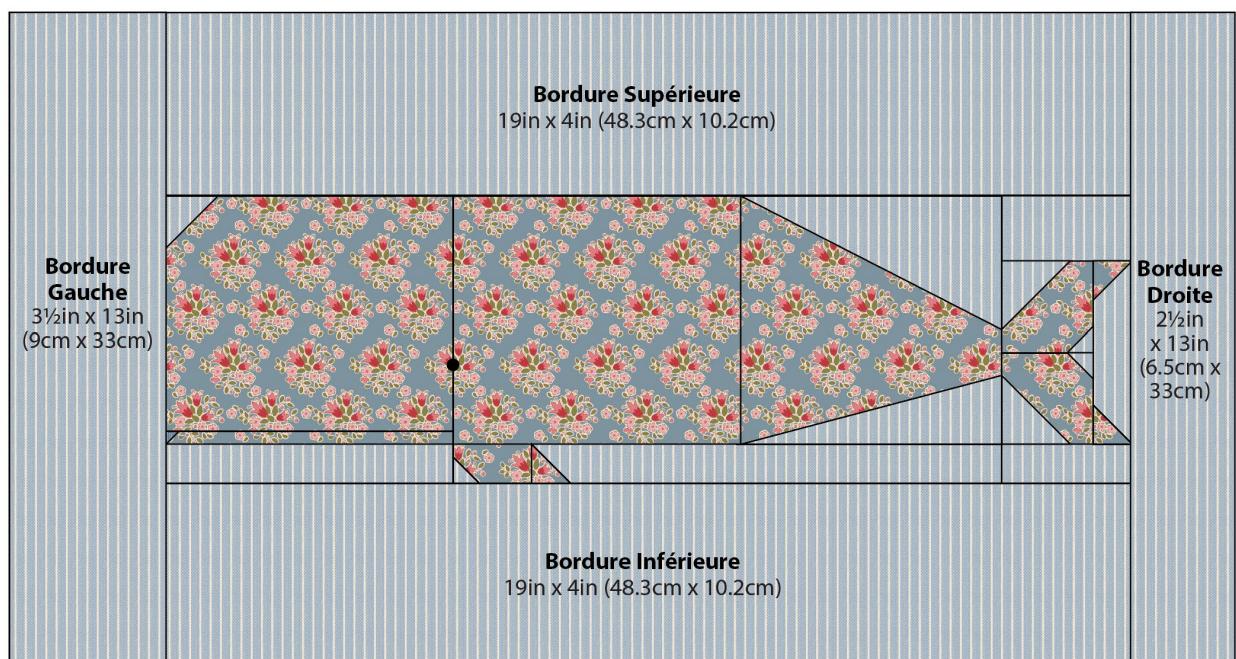 Bordure Supérieure
19in x 4in (48.3cm x 10.2cm)
Bordure
Gauche
3½in x 13in
(9cm x 33cm)
Bordure
Droite
2½in
x 13in
(6.5cm x
33cm)
Bordure Inférieure
19in x 4in (48.3cm x 10.2cm)